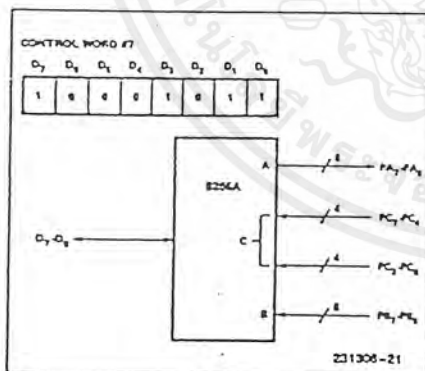 CONTROL WORD #7
D7 D6 D5 D4 D3 D2 D1 D0
1 0 0 0 1 0 1 1
A 8 PA7-PA0
8255A
4 PC7-PC4
D7-D0 C
4 PC3-PC0
B 8 PB7-PB0
231308-21